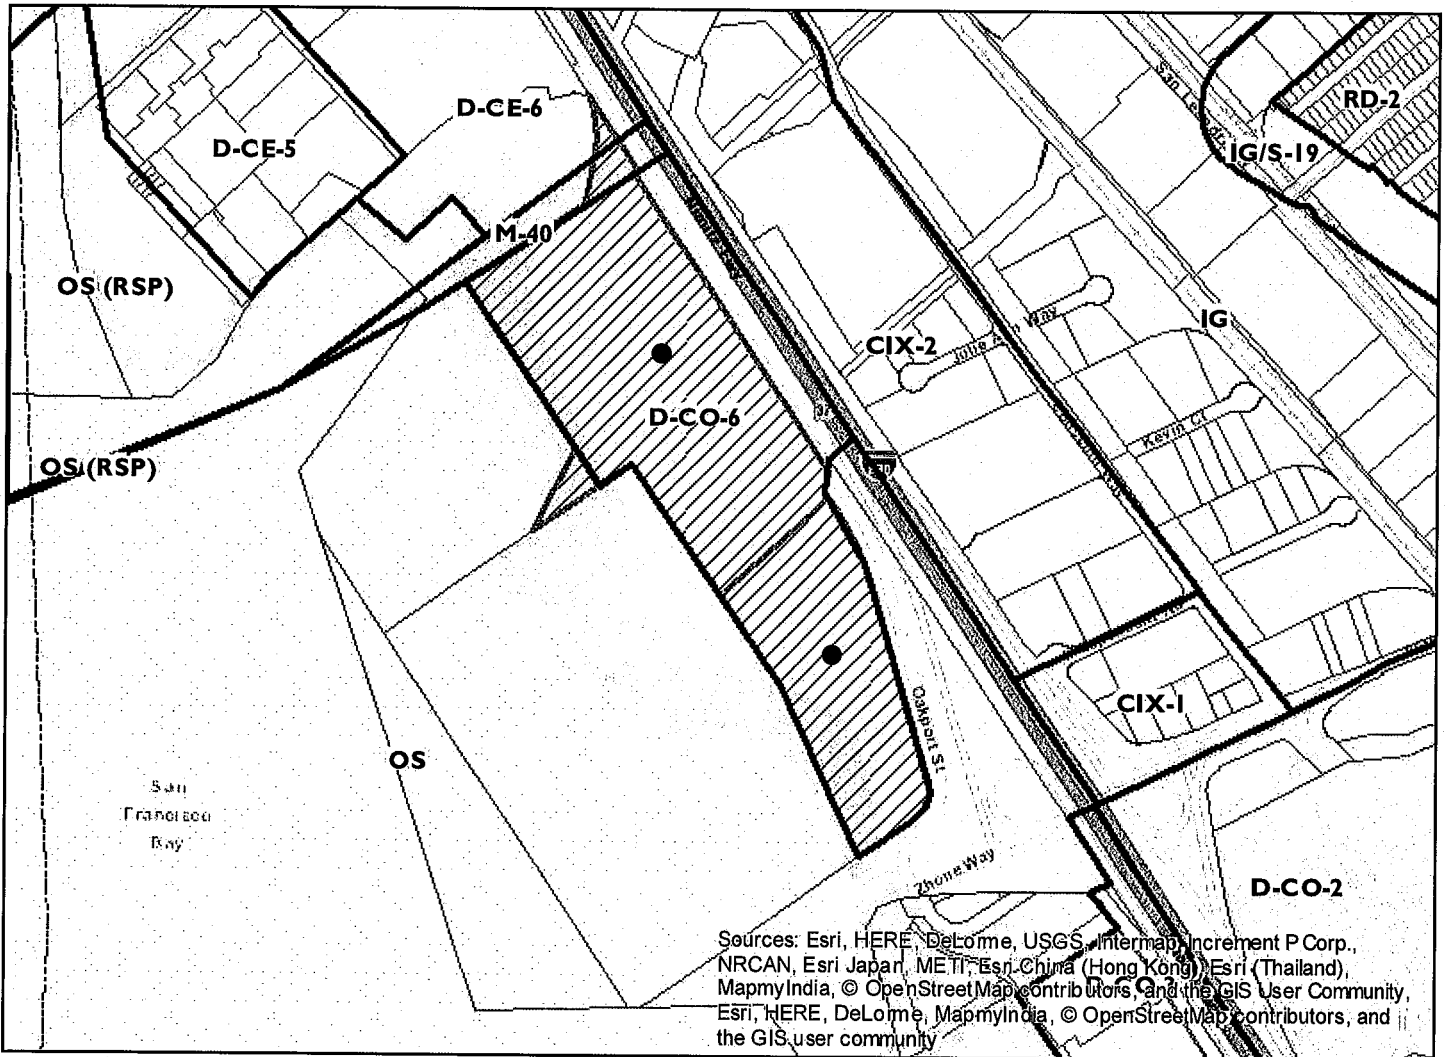 D-CE-6
RD-2
D-CE-5
IG/S-19
M-40
OS (RSP)
Nimitz Fwy
IG
CIX-2
Julie Ann Way
D-CO-6
Kevin Ct
OS (RSP)
Oakport St
CIX-1
OS
San
Francisco
Bay
Zhone Way
D-CO-2
Sources: Esri, HERE, DeLorme, USGS, Intermap, Increment P Corp.,
NRCAN, Esri Japan, METI, Esri China (Hong Kong), Esri (Thailand),
MapmyIndia, © OpenStreetMap contributors, and the GIS User Community,
Esri, HERE, DeLorme, MapmyIndia, © OpenStreetMap contributors, and
the GIS user community